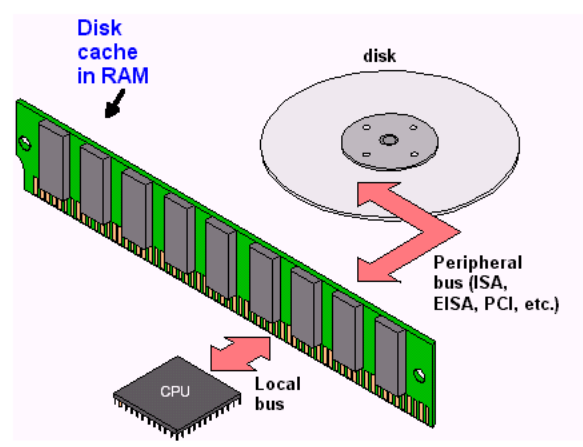 Disk
cache
in RAM
disk
Peripheral
bus (ISA,
EISA, PCI, etc.)
Local
bus
CPU